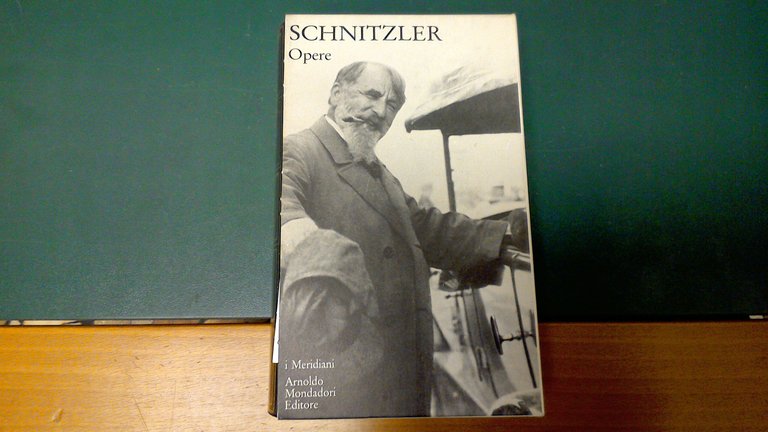 SCHNITZLER
Opere
i Meridiani
Arnoldo
Mondadori
Editore